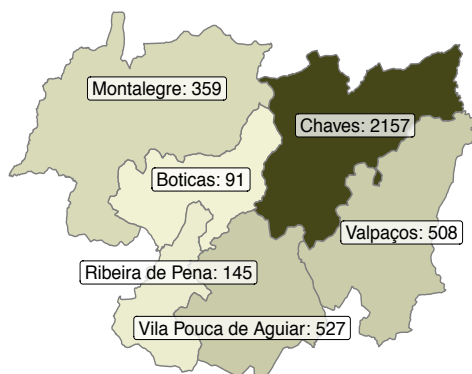 Montalegre: 359
Chaves: 2157
Boticas: 91
Valpaços: 508
Ribeira de Pena: 145
Vila Pouca de Aguiar: 527